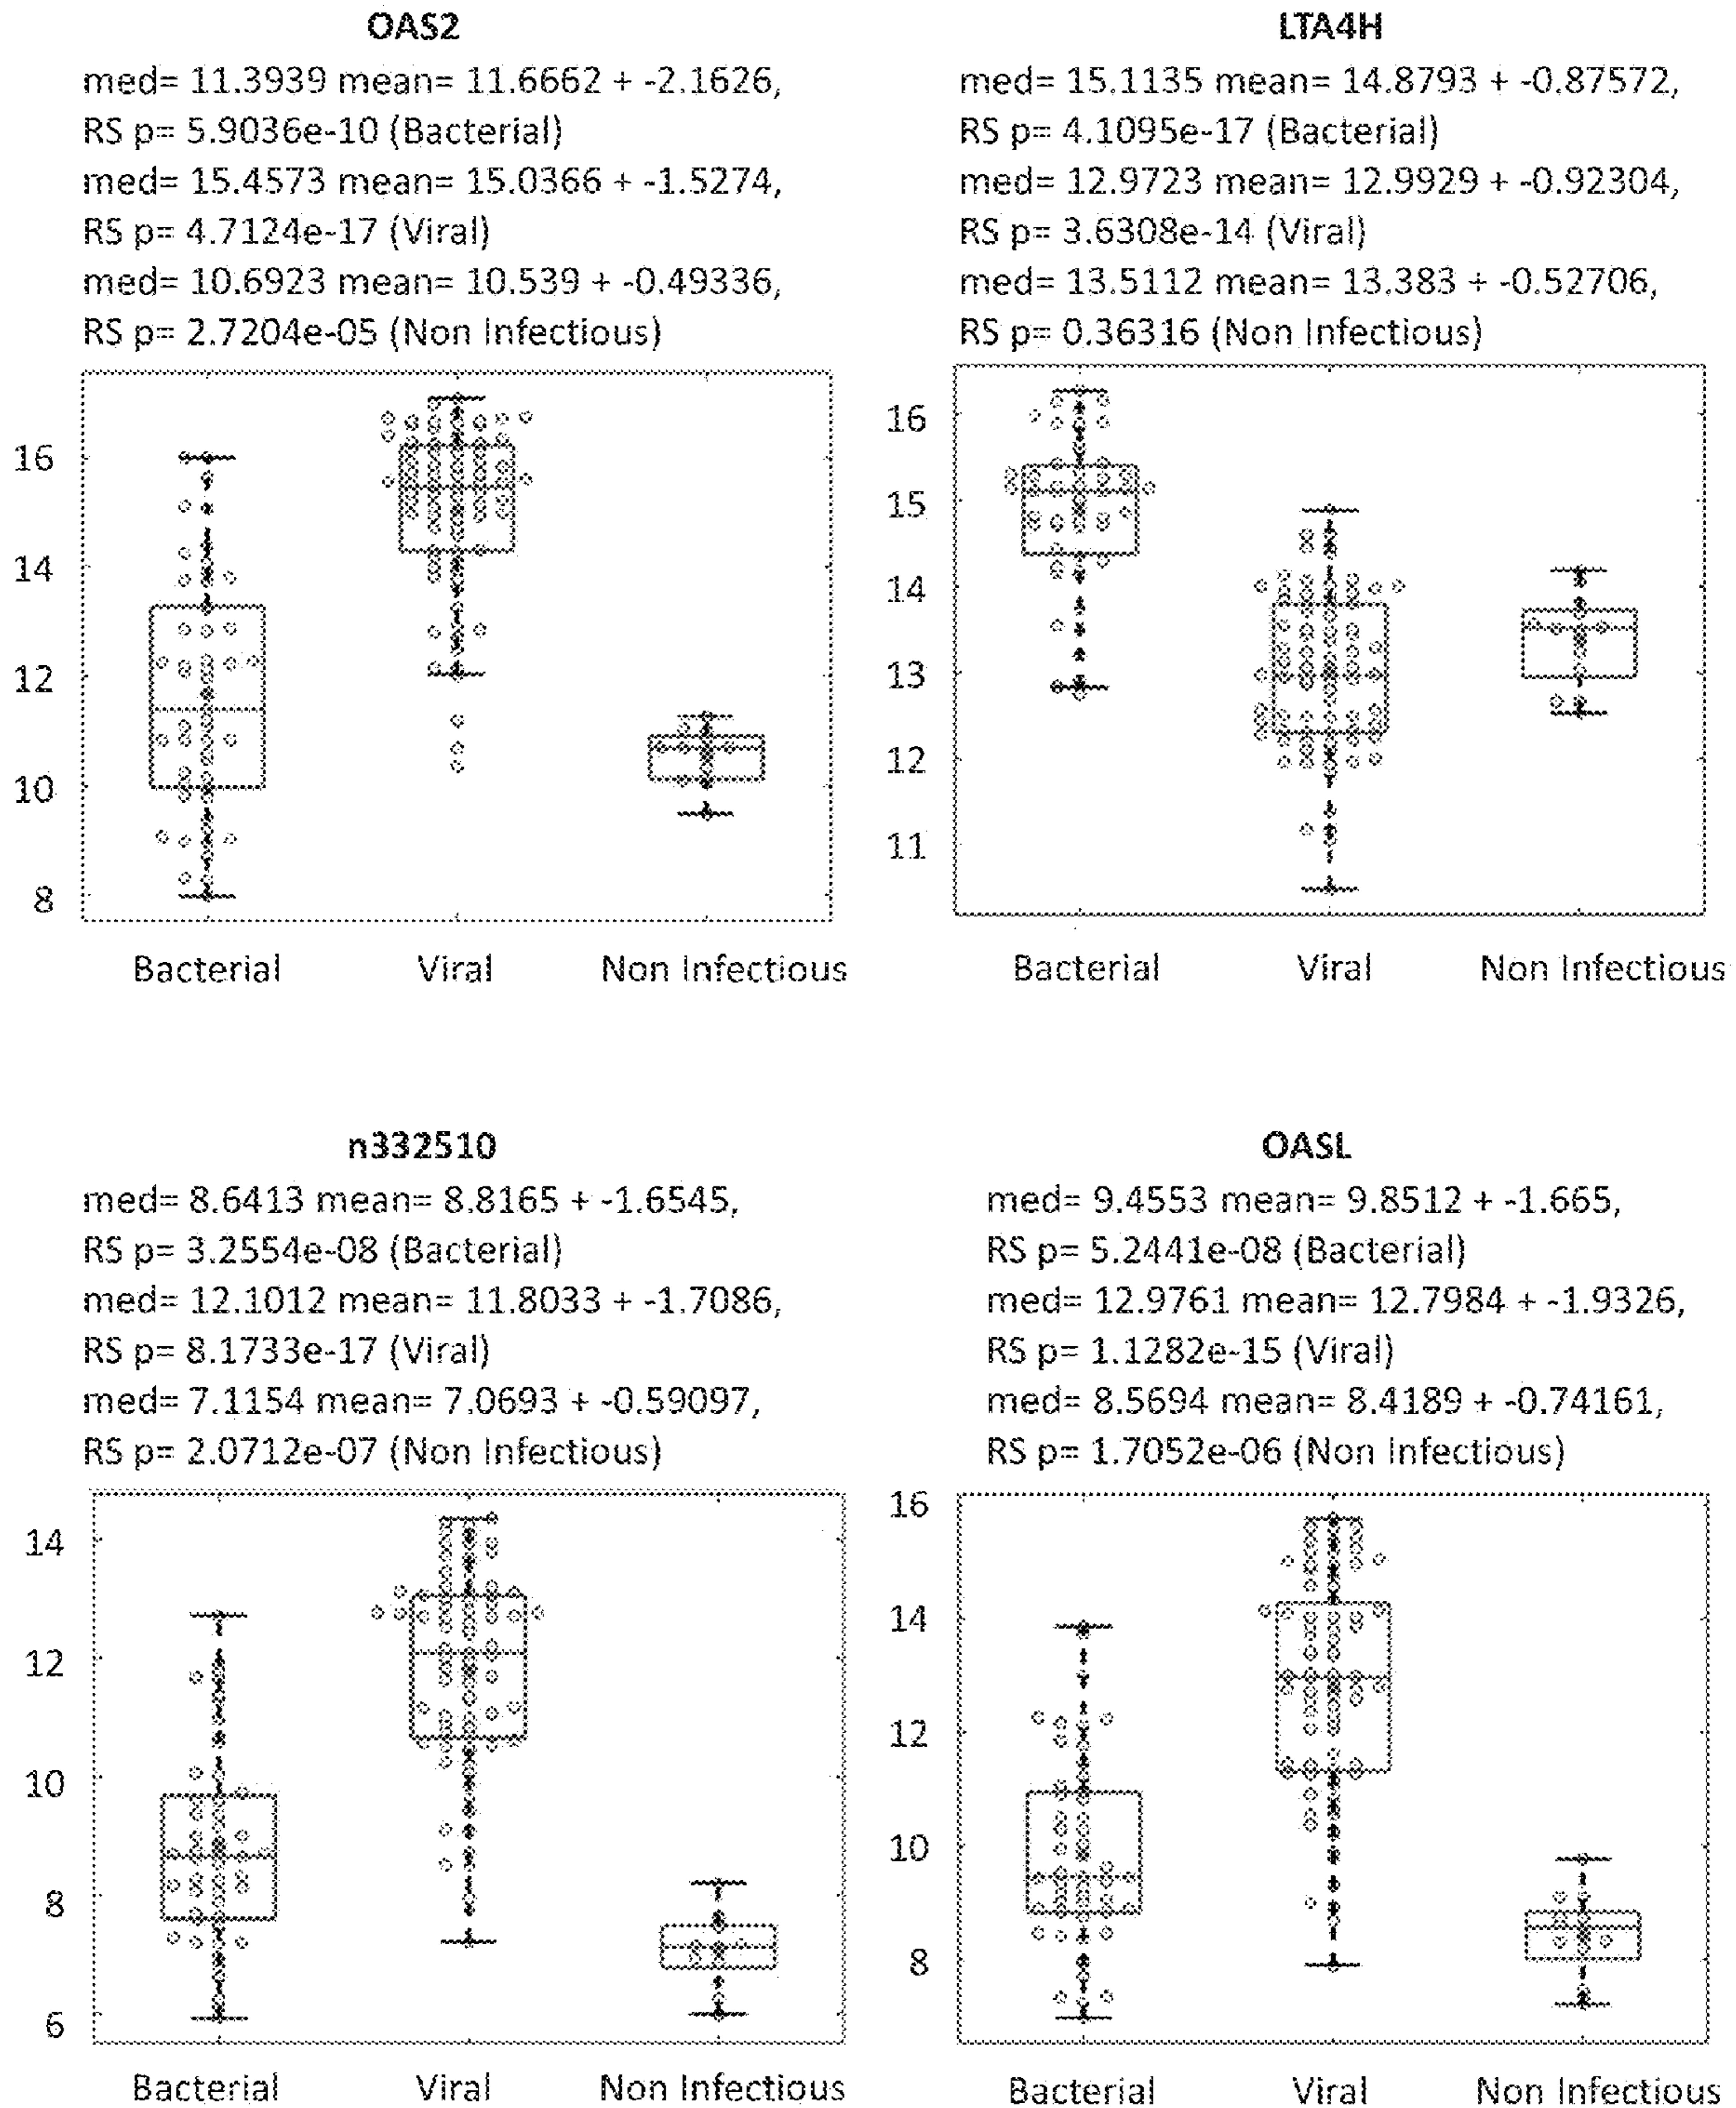 OAS2
med= 11.3939 mean= 11.6662 + -2.1626,
RS p= 5.9036e-10 (Bacterial)
med= 15.4573 mean= 15.0366 + -1.5274,
RS p= 4.7124e-17 (Viral)
med= 10.6923 mean= 10.539 + -0.49336,
RS p= 2.7204e-05 (Non Infectious)
16
14
12
10
8
Bacterial Viral Non Infectious
LTA4H
med= 15.1135 mean= 14.8793 + -0.87572,
RS p= 4.1095e-17 (Bacterial)
med= 12.9723 mean= 12.9929 + -0.92304,
RS p= 3.6308e-14 (Viral)
med= 13.5112 mean= 13.383 + -0.52706,
RS p= 0.36316 (Non Infectious)
16
15
14
13
12
11
Bacterial Viral Non Infectious
n332510
med= 8.6413 mean= 8.8165 + -1.6545,
RS p= 3.2554e-08 (Bacterial)
med= 12.1012 mean= 11.8033 + -1.7086,
RS p= 8.1733e-17 (Viral)
med= 7.1154 mean= 7.0693 + -0.59097,
RS p= 2.0712e-07 (Non Infectious)
14
12
10
8
6
Bacterial Viral Non Infectious
OASL
med= 9.4553 mean= 9.8512 + -1.665,
RS p= 5.2441e-08 (Bacterial)
med= 12.9761 mean= 12.7984 + -1.9326,
RS p= 1.1282e-15 (Viral)
med= 8.5694 mean= 8.4189 + -0.74161,
RS p= 1.7052e-06 (Non Infectious)
16
14
12
10
8
Bacterial Viral Non Infectious